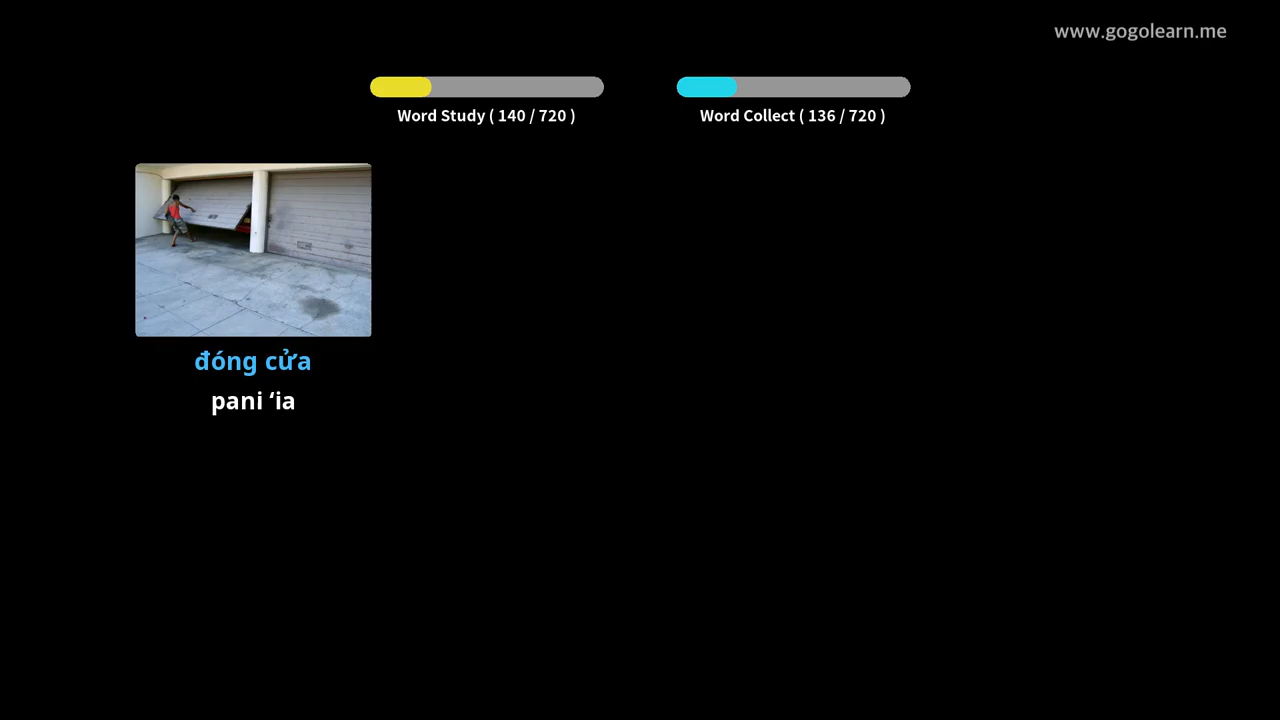 www.gogolearn.me
Word Study ( 140 / 720 )
Word Collect ( 136 / 720 )
đóng cửa
pani ‘ia